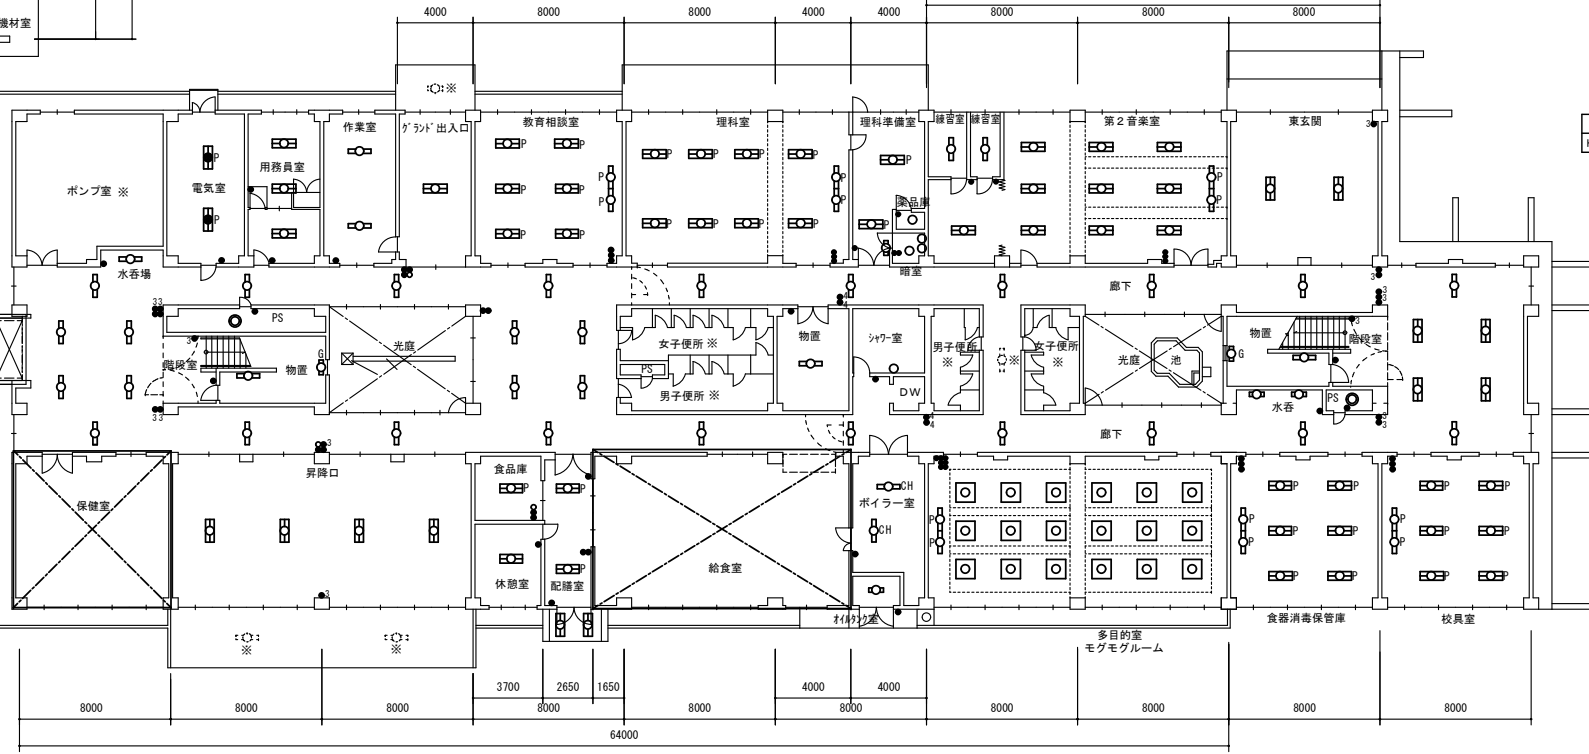 機材室
4000
8000
8000
4000
4000
8000
8000
8000
※
作業室
グランド出入口
教育相談室
理科室
理科準備室
練習室
練習室
第2音楽室
東玄関
用務員室
ポンプ室 ※
電気室
薬品庫
水呑場
暗室
廊下
PS
階段室
物置
光庭
女子便所 ※
PS
男子便所 ※
物置
シャワー室
DW
男子便所
※
※
女子便所
※
光庭
池
物置
階段室
水呑
PS
廊下
昇降口
保健室
食品庫
休憩室
配膳室
給食室
ボイラー室
CH
CH
オイルタンク室
多目的室
モグモグルーム
食器消毒保管庫
校具室
※
※
3700
2650
1650
4000
4000
8000
8000
8000
8000
8000
8000
8000
8000
8000
8000
64000